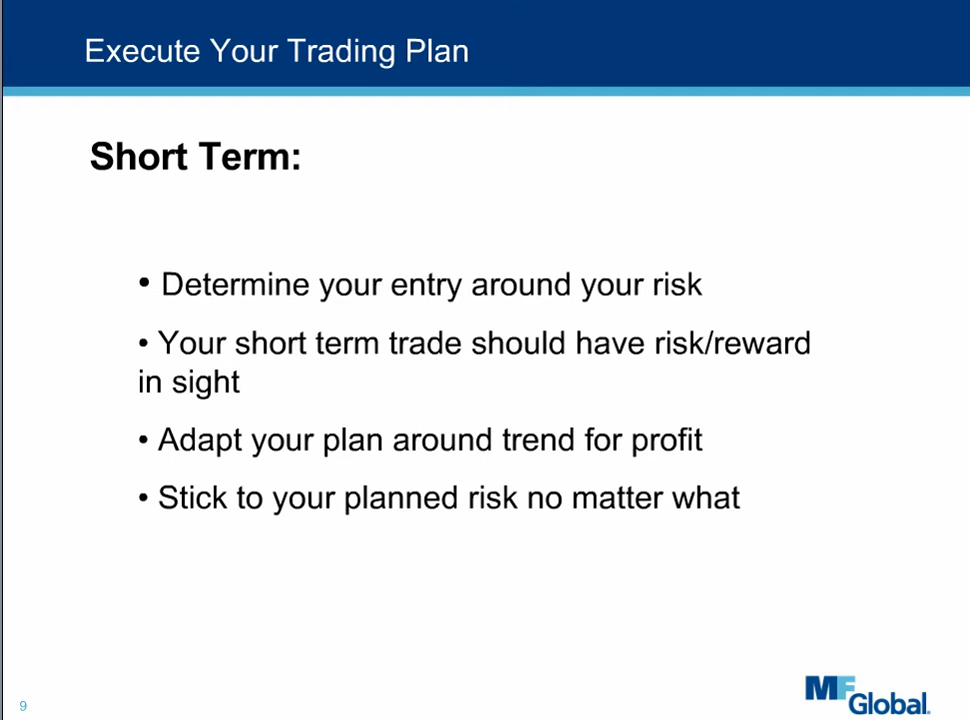 Execute Your Trading Plan
Short Term:
• Determine your entry around your risk
• Your short term trade should have risk/reward
in sight
• Adapt your plan around trend for profit
• Stick to your planned risk no matter what
9
MF
Global.